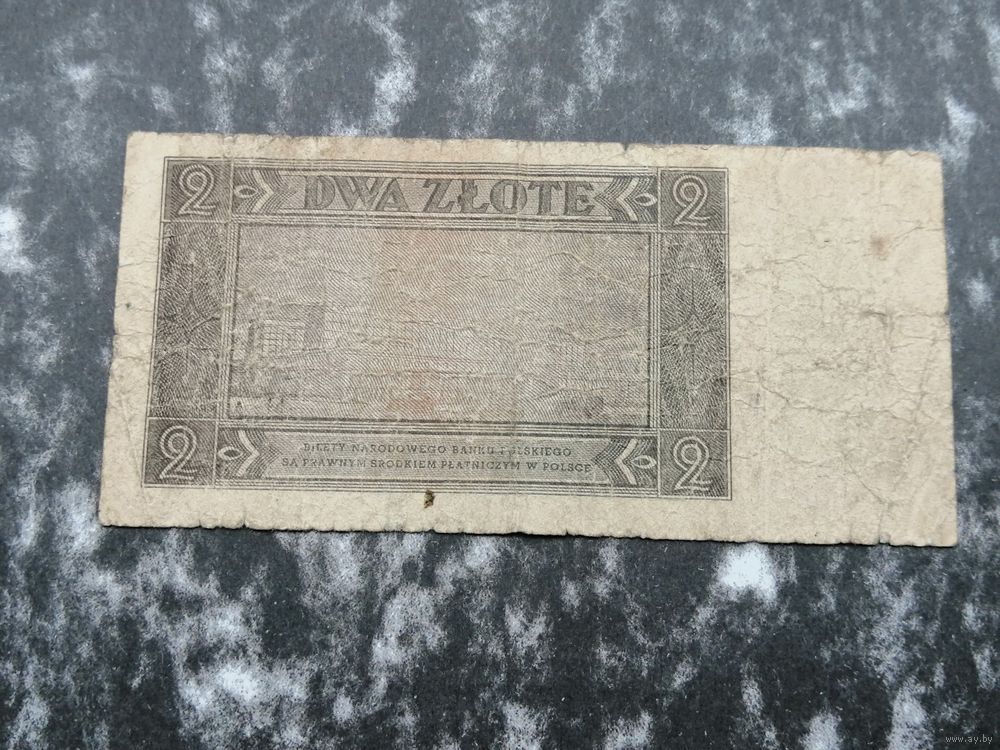 2 DWA ZŁOTE 2
2 BILETY NARODOWEGO BANKU POLSKIEGO 2
SĄ PRAWNYM ŚRODKIEM PŁATNICZYM W POLSCE
www.ay.by